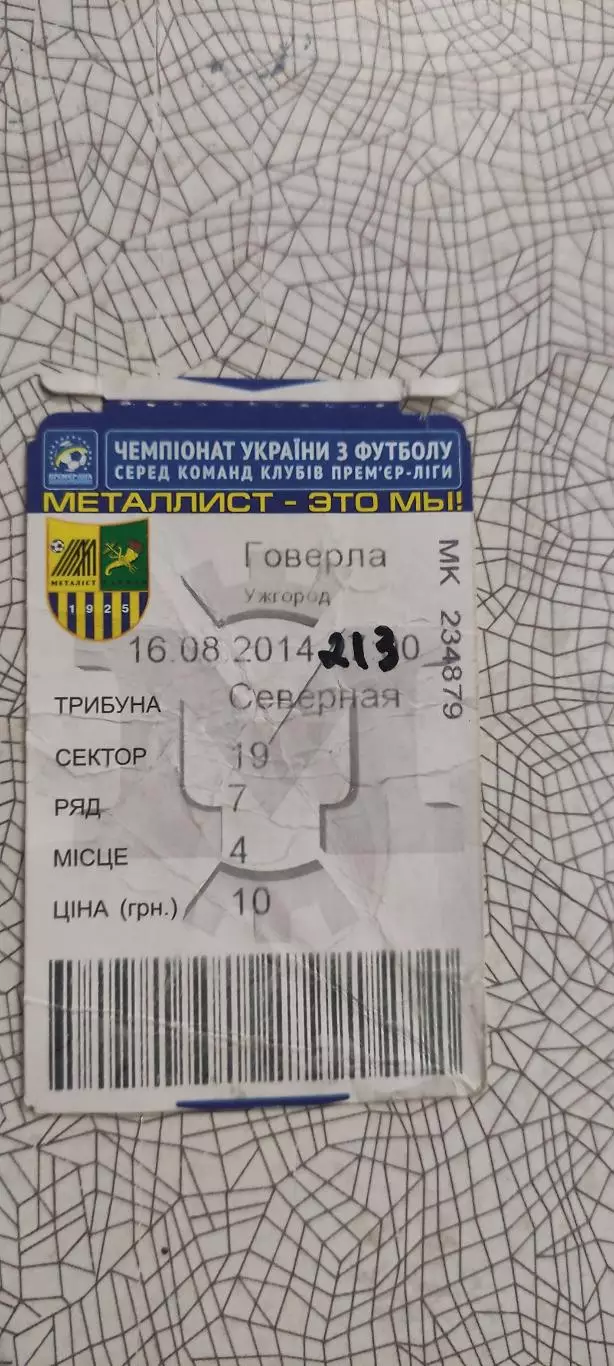 ЧЕМПІОНАТ УКРАЇНИ З ФУТБОЛУ
СЕРЕД КОМАНД КЛУБІВ ПРЕМ'ЄР-ЛІГИ
МЕТАЛЛИСТ - ЭТО МЫ!
МЕТАЛІСТ
1925
Говерла
Ужгород
16.08.2014 2130
ТРИБУНА Северная
СЕКТОР 19
РЯД 7
МІСЦЕ 4
ЦІНА (грн.) 10
МК 234879